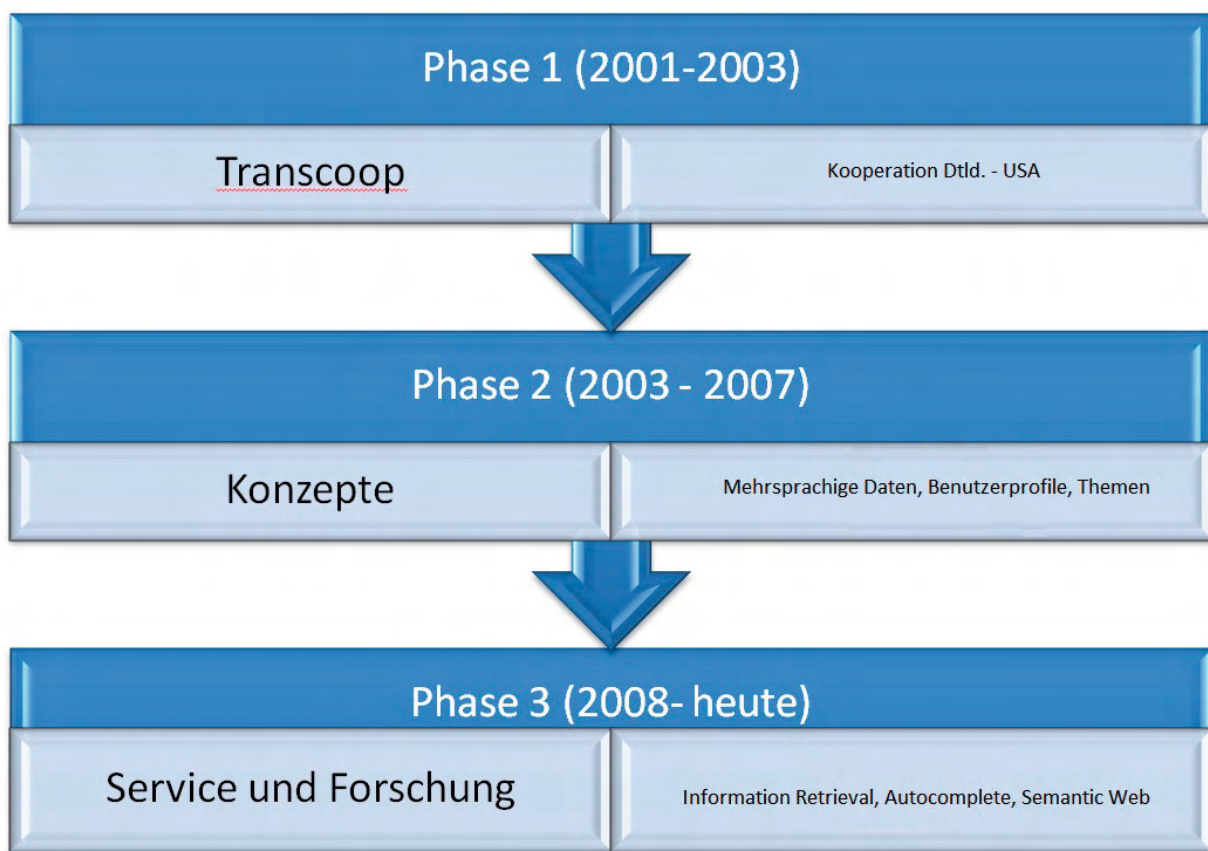 Phase 1 (2001-2003)
Transcoop
Kooperation Dtld. - USA
Phase 2 (2003 - 2007)
Konzepte
Mehrsprachige Daten, Benutzerprofile, Themen
Phase 3 (2008- heute)
Service und Forschung
Information Retrieval, Autocomplete, Semantic Web